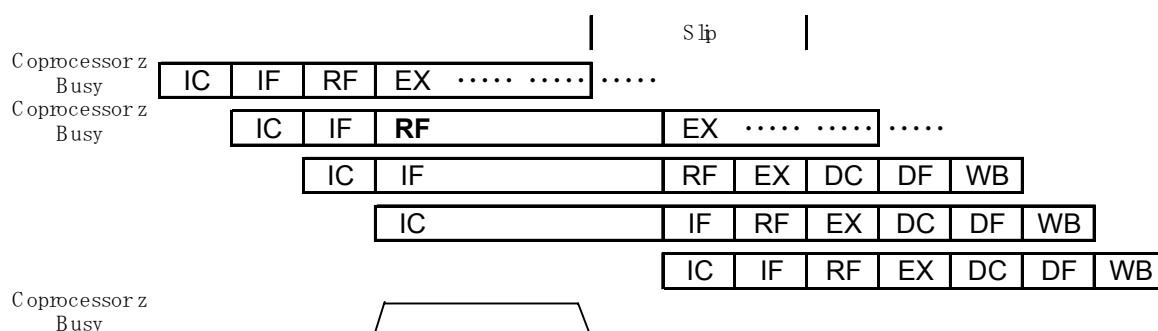 Slip
Coprocessor z
Busy
IC IF RF EX ..... ..... .....
Coprocessor z
Busy
IC IF RF EX ..... ..... .....
IC IF RF EX DC DF WB
IC IF RF EX DC DF WB
IC IF RF EX DC DF WB
Coprocessor z
Busy